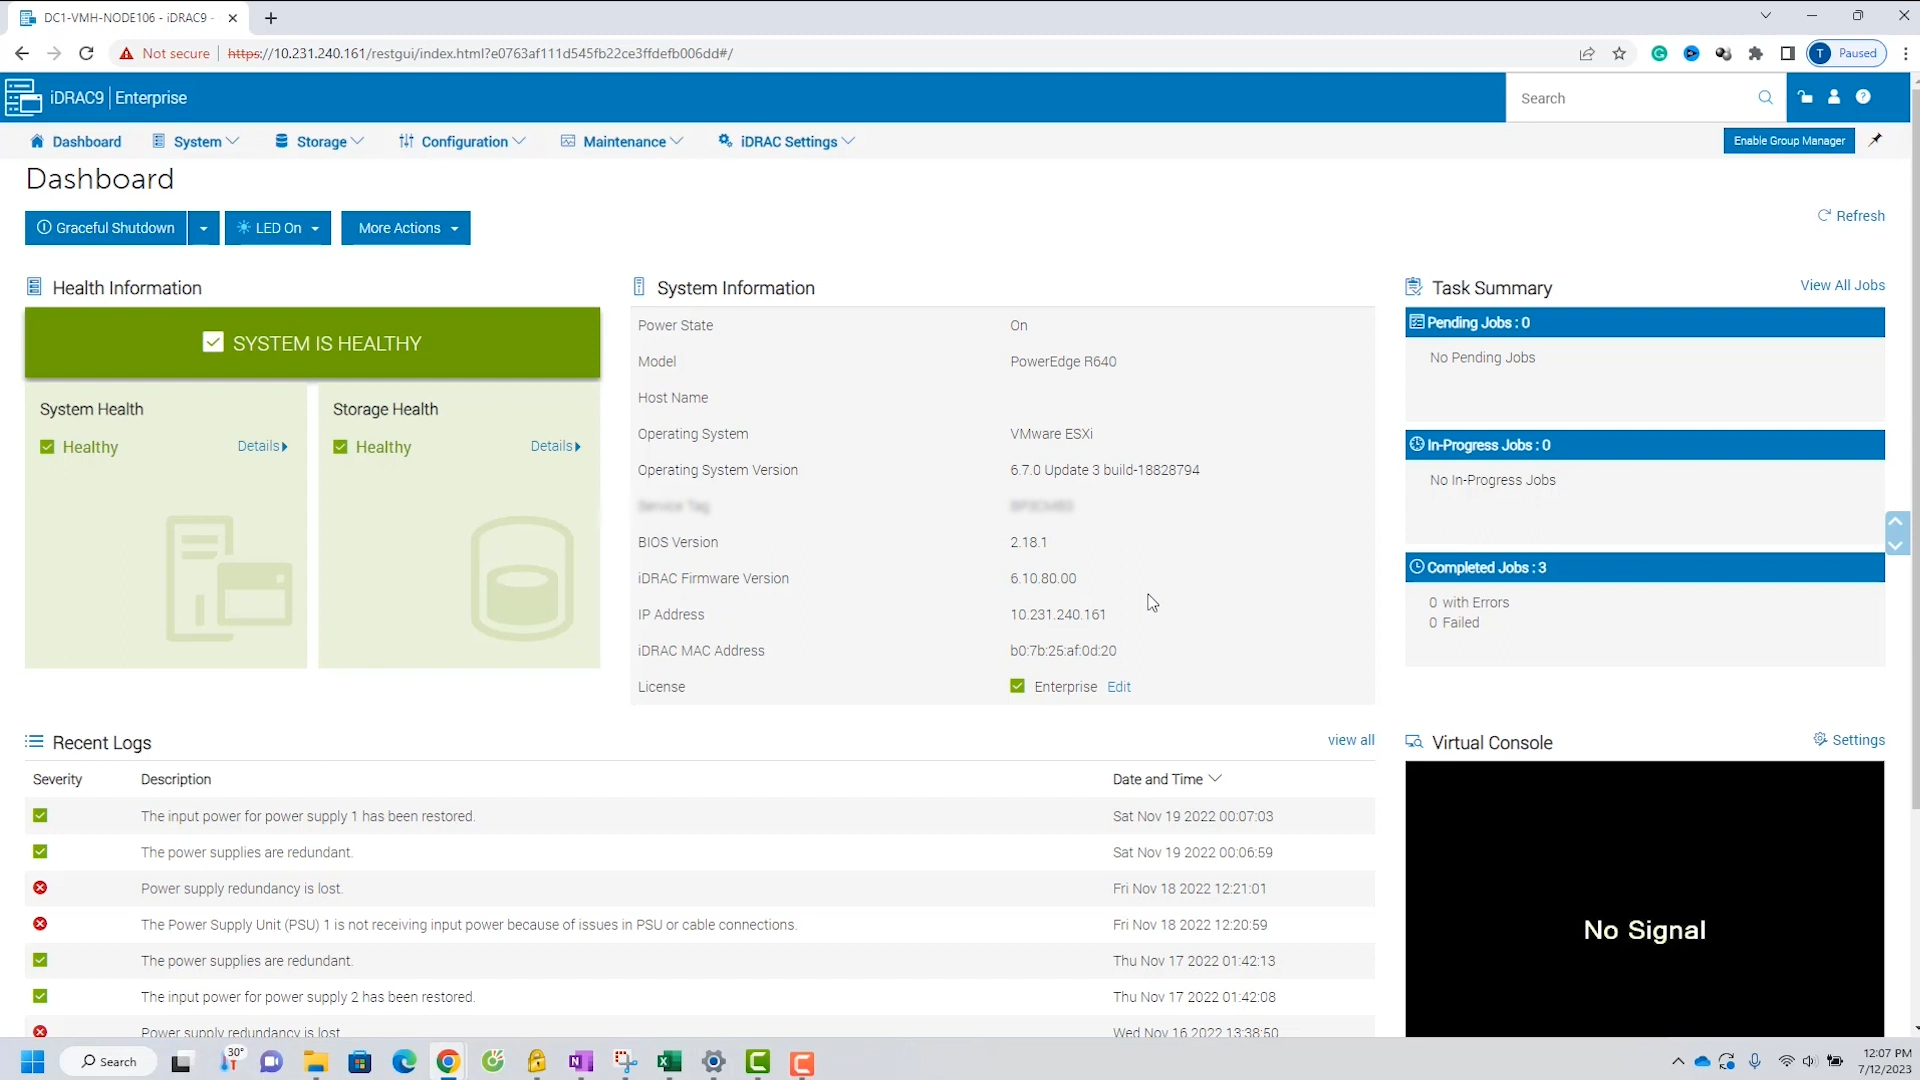 DC1-VMH-NODE106 - iDRAC9 -
Not secure https://10.231.240.161/restgui/index.html?e0763af111d545fb22ce3ffdefb006dd#/
T Paused
iDRAC9 Enterprise
Search
Dashboard System Storage Configuration Maintenance iDRAC Settings
Enable Group Manager
Dashboard
Graceful Shutdown LED On More Actions
Refresh
Health Information
SYSTEM IS HEALTHY
System Health
Healthy Details
Storage Health
Healthy Details
System Information
Power State On
Model PowerEdge R640
Host Name
Operating System VMware ESXi
Operating System Version 6.7.0 Update 3 build-18828794
BIOS Version 2.18.1
iDRAC Firmware Version 6.10.80.00
IP Address 10.231.240.161
iDRAC MAC Address b0:7b:25:af:0d:20
License Enterprise Edit
Task Summary View All Jobs
Pending Jobs : 0
No Pending Jobs
In-Progress Jobs : 0
No In-Progress Jobs
Completed Jobs : 3
0 with Errors
0 Failed
Recent Logs view all
Severity Description Date and Time
The input power for power supply 1 has been restored. Sat Nov 19 2022 00:07:03
The power supplies are redundant. Sat Nov 19 2022 00:06:59
Power supply redundancy is lost. Fri Nov 18 2022 12:21:01
The Power Supply Unit (PSU) 1 is not receiving input power because of issues in PSU or cable connections. Fri Nov 18 2022 12:20:59
The power supplies are redundant. Thu Nov 17 2022 01:42:13
The input power for power supply 2 has been restored. Thu Nov 17 2022 01:42:08
Power supply redundancy is lost Wed Nov 16 2022 13:38:50
Virtual Console Settings
No Signal
Search
30°
12:07 PM
7/12/2023